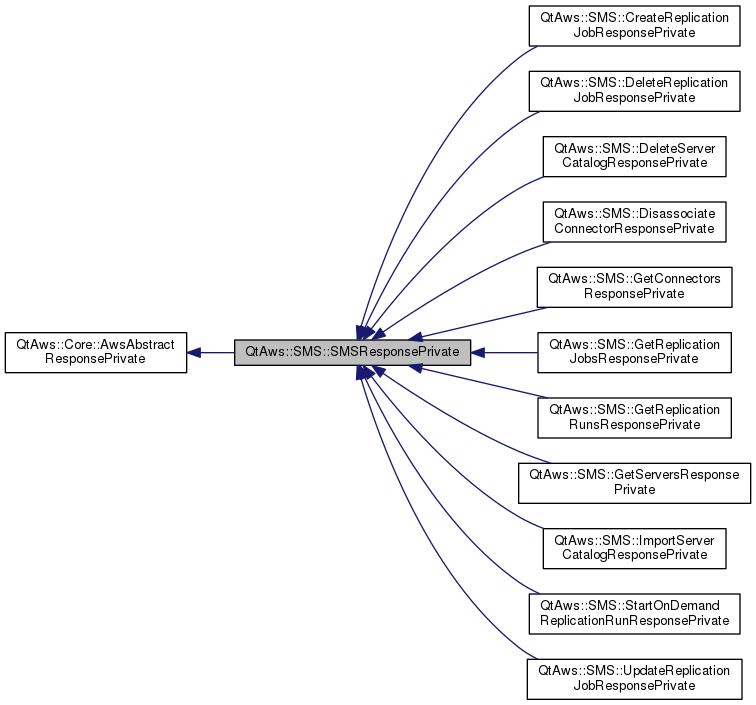 QtAws::Core::AwsAbstract
ResponsePrivate
QtAws::SMS::SMSResponsePrivate
QtAws::SMS::CreateReplication
JobResponsePrivate
QtAws::SMS::DeleteReplication
JobResponsePrivate
QtAws::SMS::DeleteServer
CatalogResponsePrivate
QtAws::SMS::Disassociate
ConnectorResponsePrivate
QtAws::SMS::GetConnectors
ResponsePrivate
QtAws::SMS::GetReplication
JobsResponsePrivate
QtAws::SMS::GetReplication
RunsResponsePrivate
QtAws::SMS::GetServersResponse
Private
QtAws::SMS::ImportServer
CatalogResponsePrivate
QtAws::SMS::StartOnDemand
ReplicationRunResponsePrivate
QtAws::SMS::UpdateReplication
JobResponsePrivate